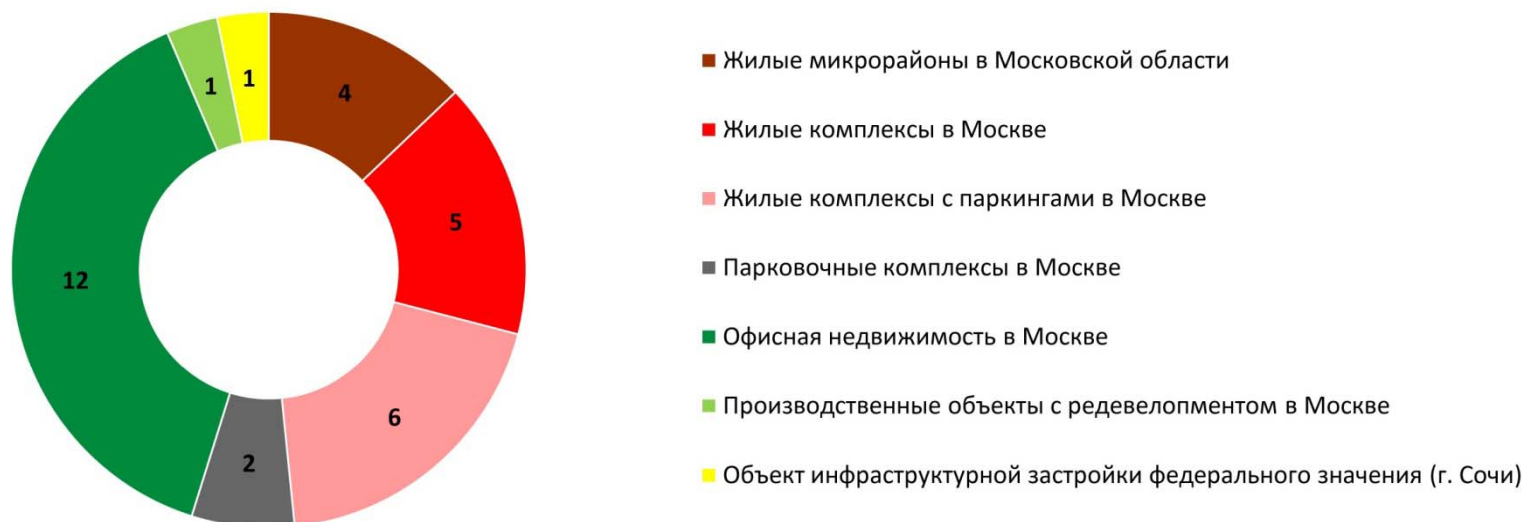 1
1
4
5
12
6
2
Жилые микрорайоны в Московской области
Жилые комплексы в Москве
Жилые комплексы с паркингами в Москве
Парковочные комплексы в Москве
Офисная недвижимость в Москве
Производственные объекты с редевелопментом в Москве
Объект инфраструктурной застройки федерального значения (г. Сочи)